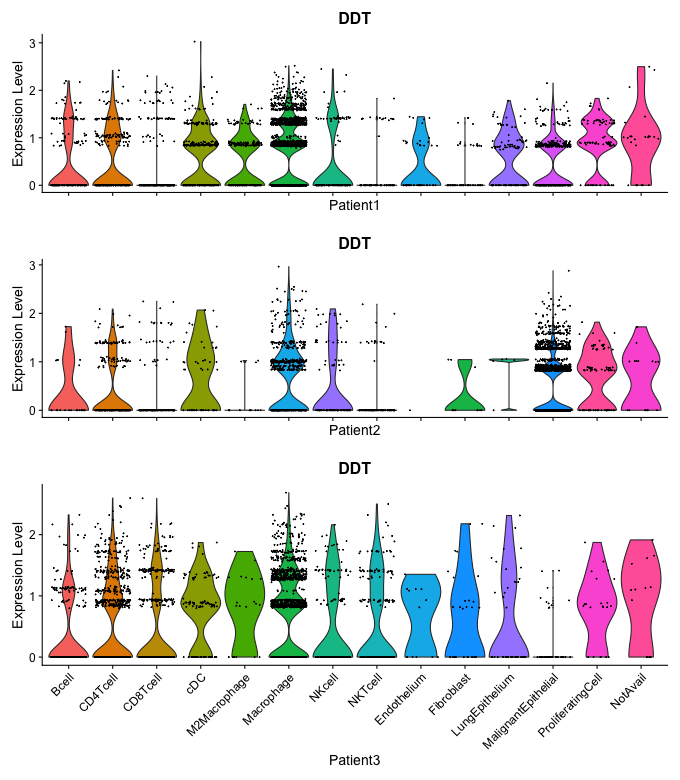 DDT
Expression Level
3
2
1
0
Patient1
DDT
Expression Level
3
2
1
0
Patient2
DDT
Expression Level
2
1
0
Bcell
CD4Tcell
CD8Tcell
cDC
M2Macrophage
Macrophage
NKcell
NKTcell
Endothelium
Fibroblast
LungEpithelium
MalignantEpithelial
ProliferatingCell
NotAvail
Patient3